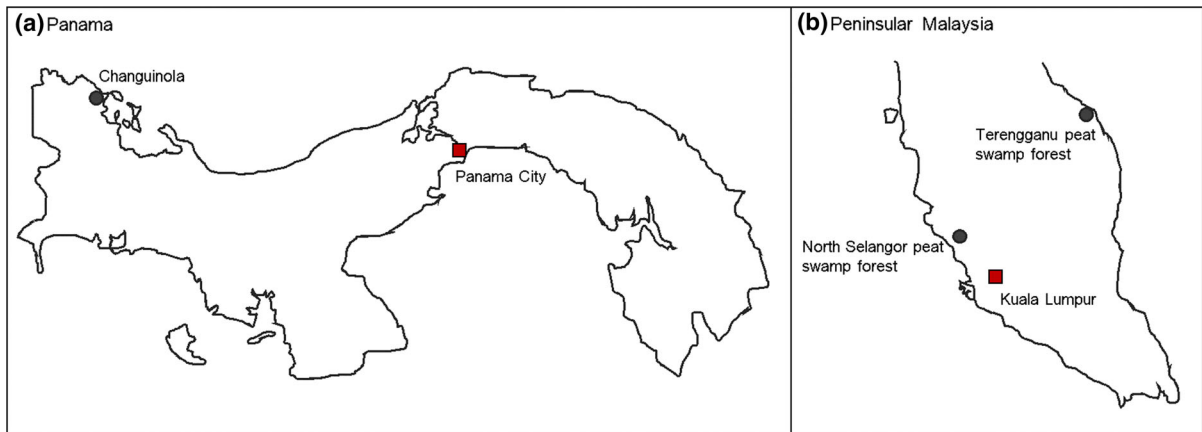 (a) Panama
Changuinola
Panama City
(b) Peninsular Malaysia
Terengganu peat
swamp forest
North Selangor peat
swamp forest
Kuala Lumpur